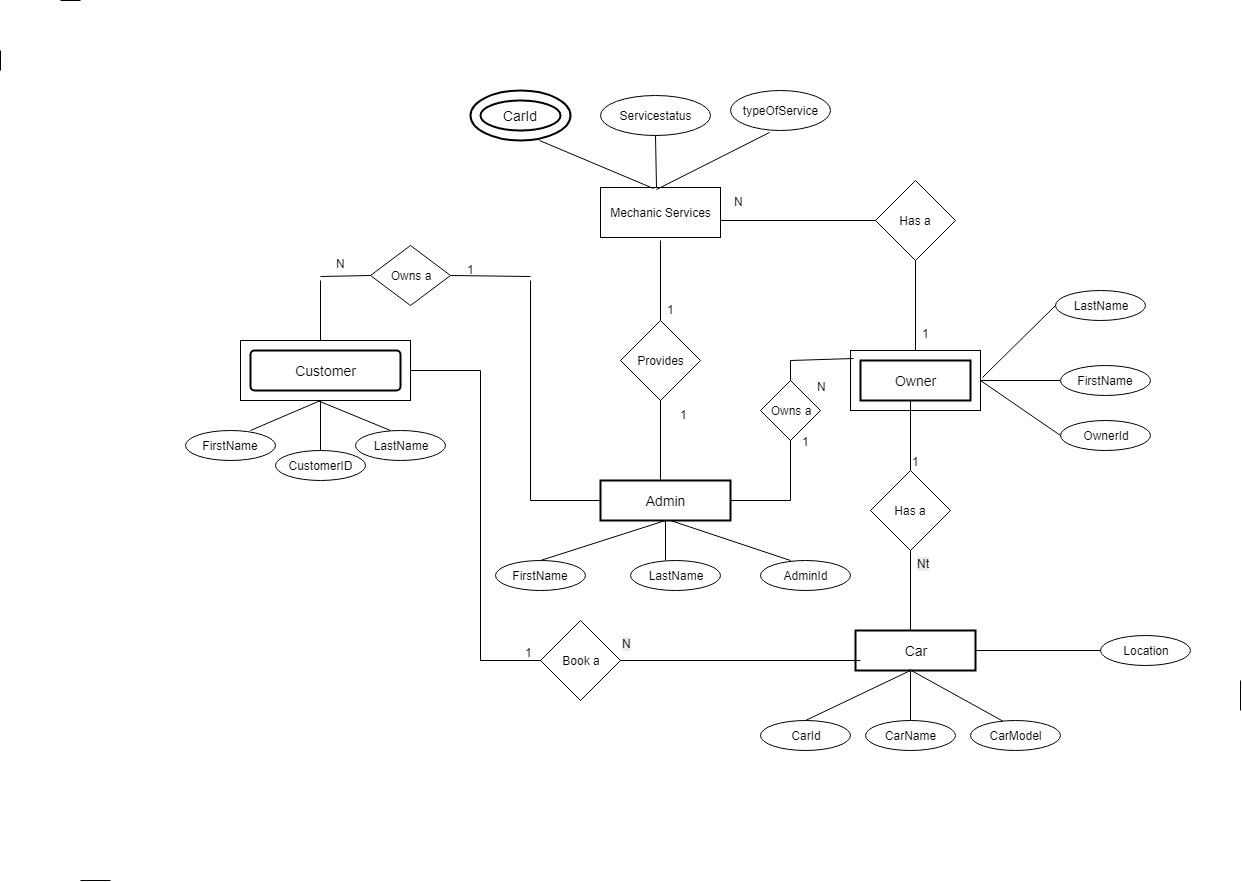 CarId
Servicestatus
typeOfService
Mechanic Services
N
Has a
N
Owns a
1
LastName
1
1
Customer
Provides
Owner
N
FirstName
Owns a
1
FirstName
LastName
CustomerID
1
OwnerId
1
Admin
Has a
Nt
FirstName
LastName
AdminId
1
Book a
N
Car
Location
CarId
CarName
CarModel